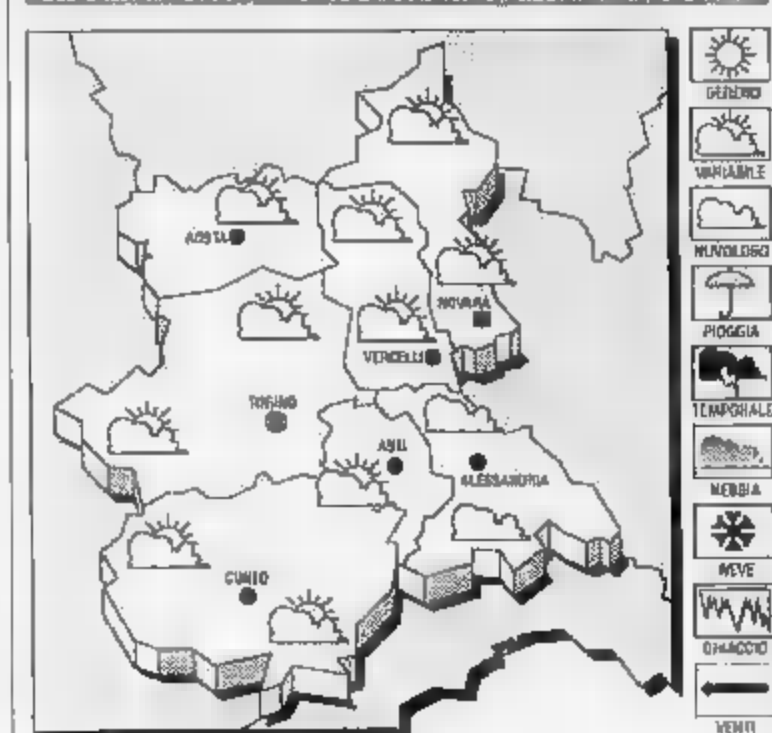 SERENO
VARIABILE
NUVOLOSO
PIOGGIA
TEMPORALE
NEBBIA
NEVE
GHIACCIO
VENTI
AOSTA
NOVARA
VERCELLI
TORINO
ASTI
ALESSANDRIA
CUNEO